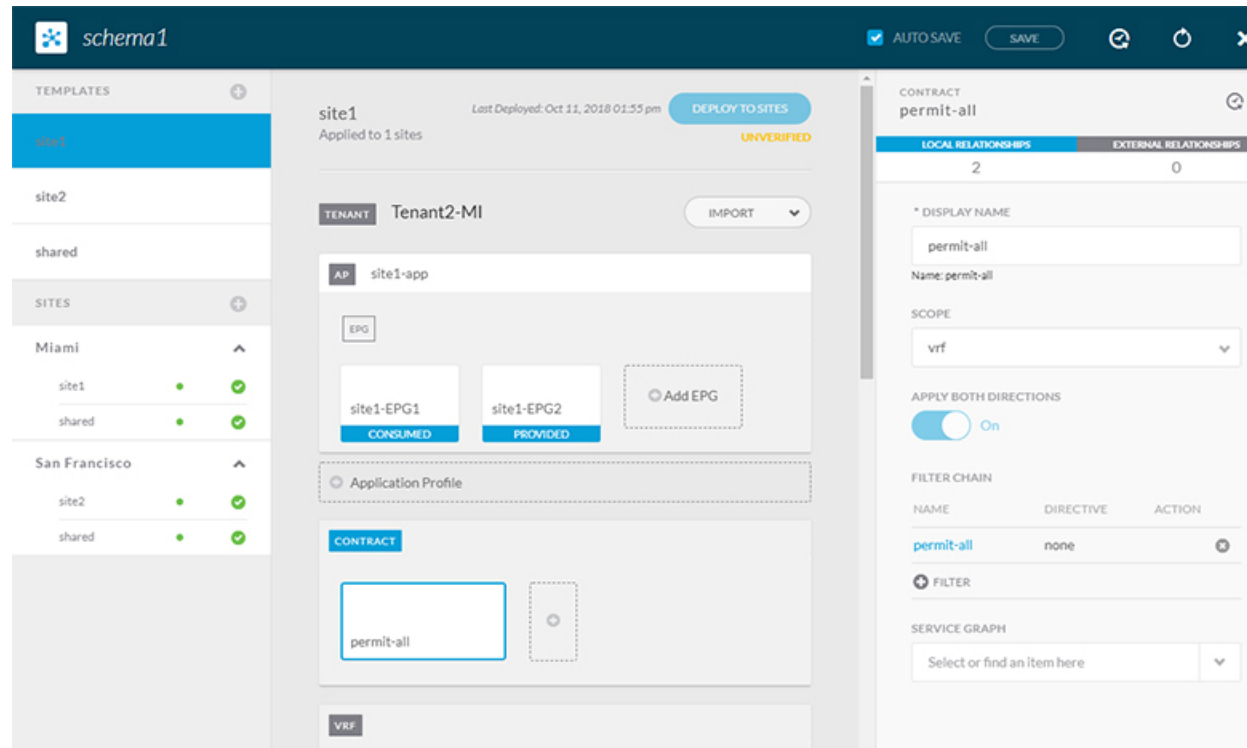 schema1
AUTO SAVE
SAVE
TEMPLATES
site1
site2
shared
SITES
Miami
site1
shared
San Francisco
site2
shared
site1
Last Deployed: Oct 11, 2018 01:55 pm
DEPLOY TO SITES
Applied to 1 sites
UNVERIFIED
TENANT Tenant2-MI
IMPORT
AP site1-app
EPG
site1-EPG1
CONSUMED
site1-EPG2
PROVIDED
Add EPG
Application Profile
CONTRACT
permit-all
VRF
CONTRACT
permit-all
LOCAL RELATIONSHIPS EXTERNAL RELATIONSHIPS
2 0
* DISPLAY NAME
permit-all
Name: permit-all
SCOPE
vrf
APPLY BOTH DIRECTIONS
On
FILTER CHAIN
NAME DIRECTIVE ACTION
permit-all none
FILTER
SERVICE GRAPH
Select or find an item here